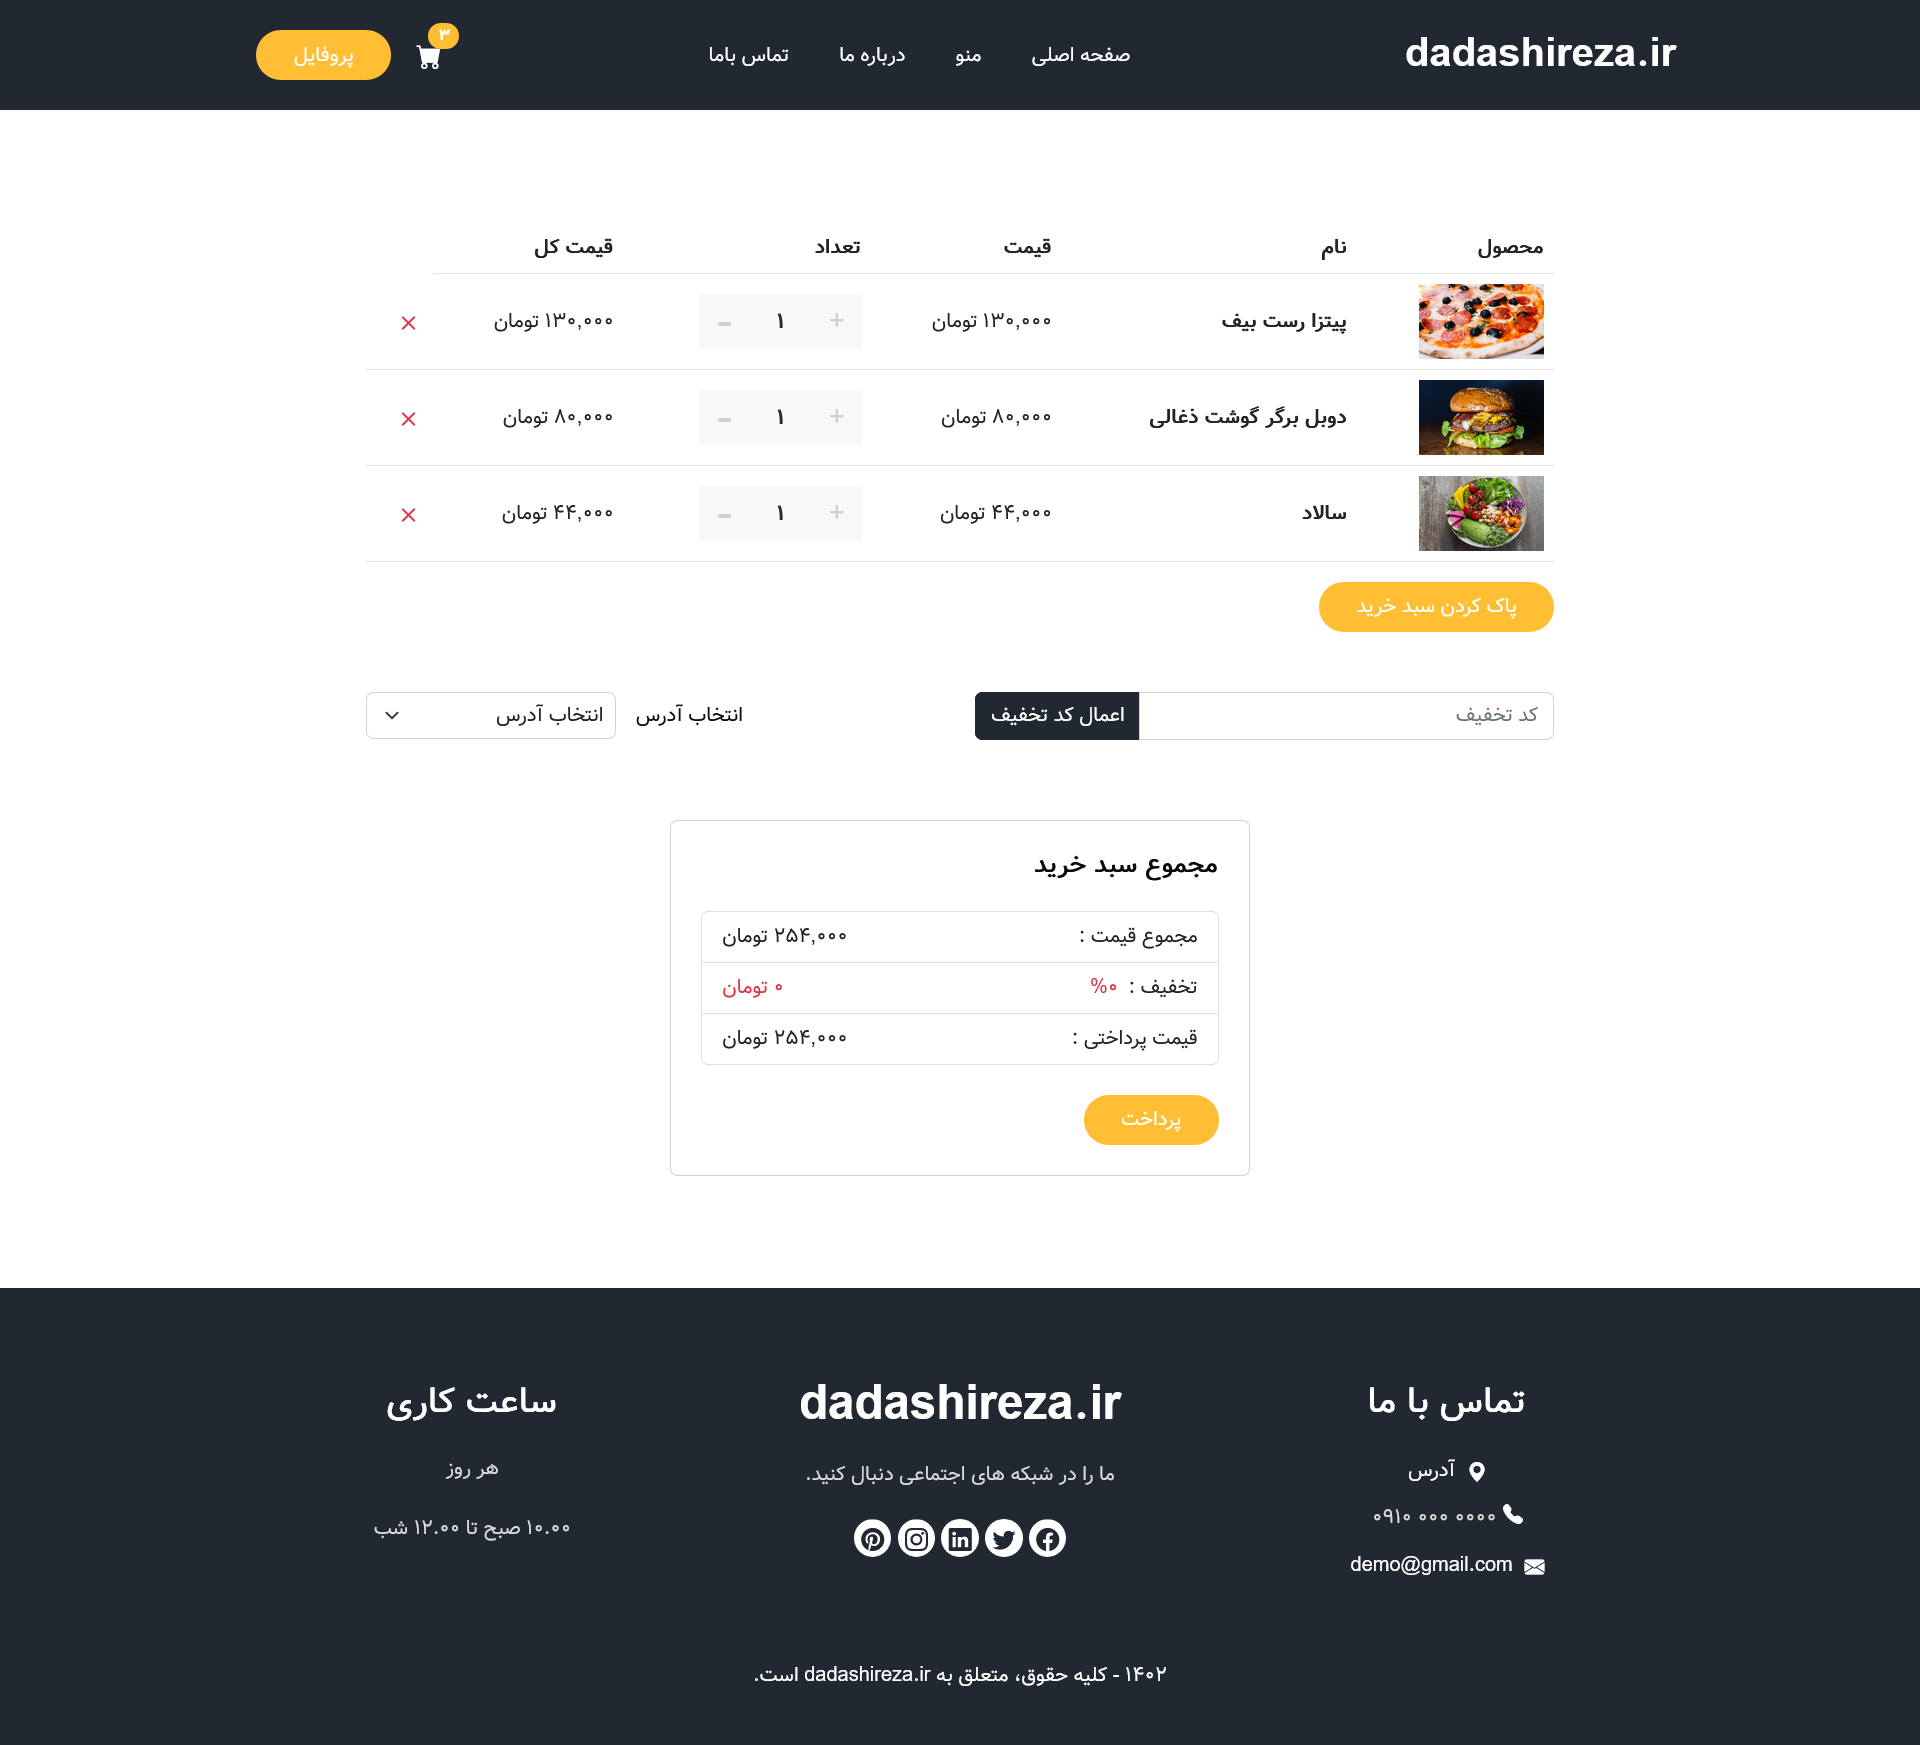 dadashireza.ir
صفحه اصلی
منو
درباره ما
تماس باما
۳
پروفایل
محصول نام قیمت تعداد قیمت کل
پیتزا رست بیف ۱۳۰,۰۰۰ تومان + ۱ - ۱۳۰,۰۰۰ تومان
دوبل برگر گوشت ذغالی ۸۰,۰۰۰ تومان + ۱ - ۸۰,۰۰۰ تومان
سالاد ۴۴,۰۰۰ تومان + ۱ - ۴۴,۰۰۰ تومان
پاک کردن سبد خرید
کد تخفیف
اعمال کد تخفیف
انتخاب آدرس
انتخاب آدرس
مجموع سبد خرید
مجموع قیمت : ۲۵۴,۰۰۰ تومان
تخفیف : %۰ ۰ تومان
قیمت پرداختی : ۲۵۴,۰۰۰ تومان
پرداخت
تماس با ما
آدرس
۰۹۱۰ ۰۰۰ ۰۰۰۰
demo@gmail.com
dadashireza.ir
ما را در شبکه های اجتماعی دنبال کنید.
ساعت کاری
هر روز
۱۰.۰۰ صبح تا ۱۲.۰۰ شب
۱۴۰۲ - کلیه حقوق، متعلق به dadashireza.ir است.